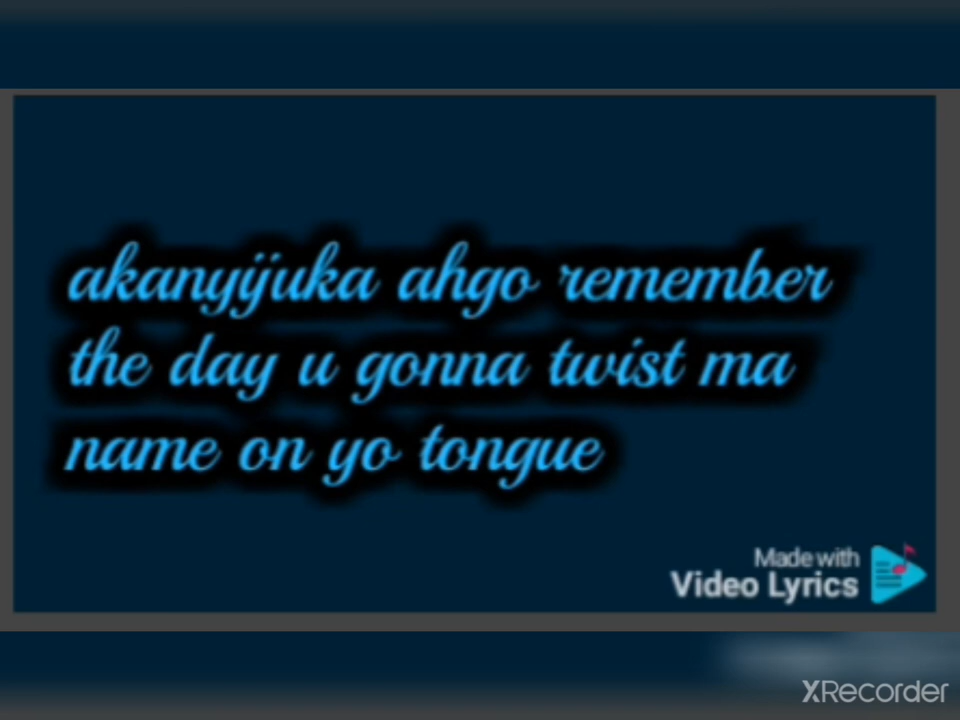 akanyijuka ahgo remember
the day u gonna twist ma
name on yo tongue
Made with
Video Lyrics
XRecorder